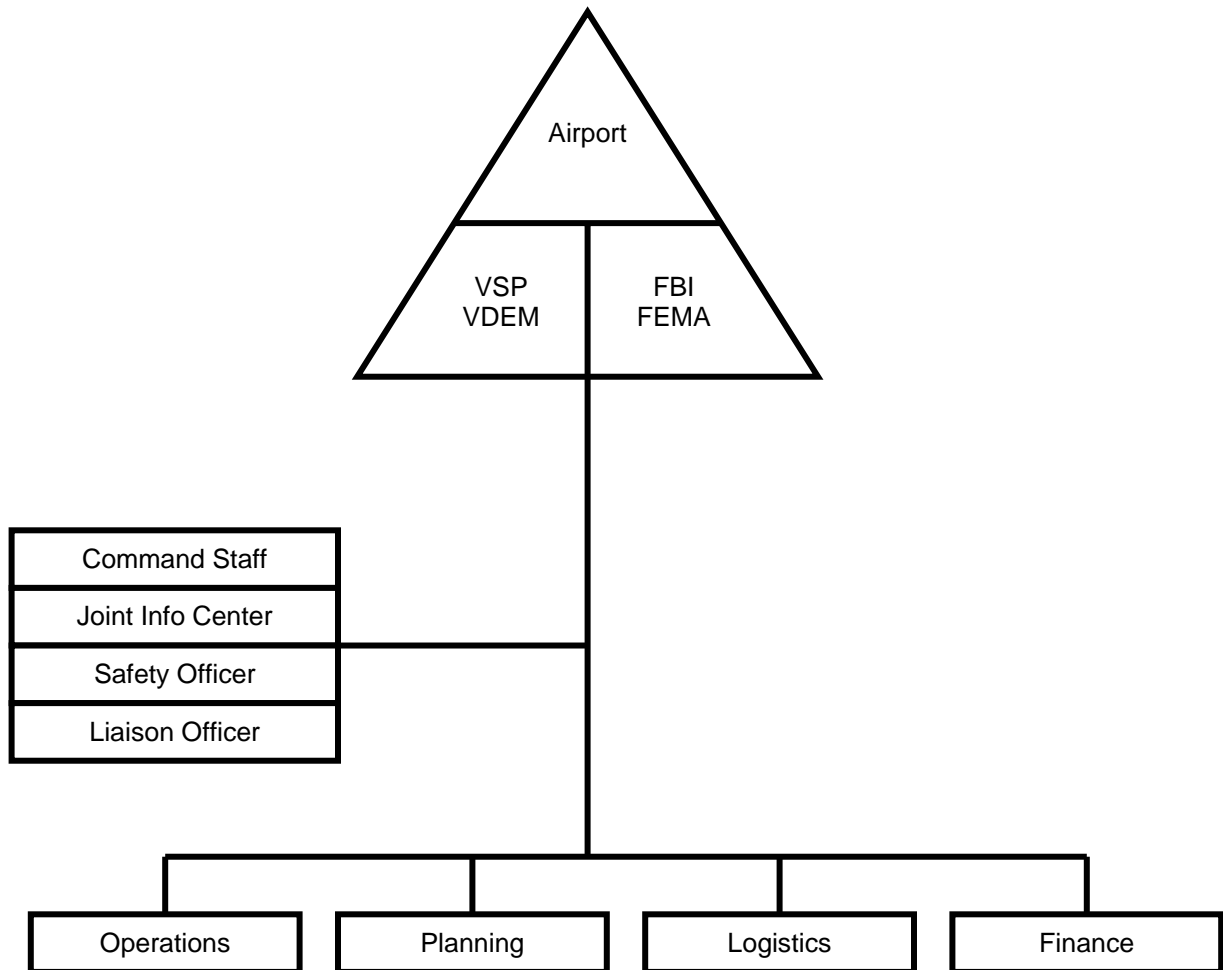 Airport
VSP
VDEM
FBI
FEMA
Command Staff
Joint Info Center
Safety Officer
Liaison Officer
Operations
Planning
Logistics
Finance